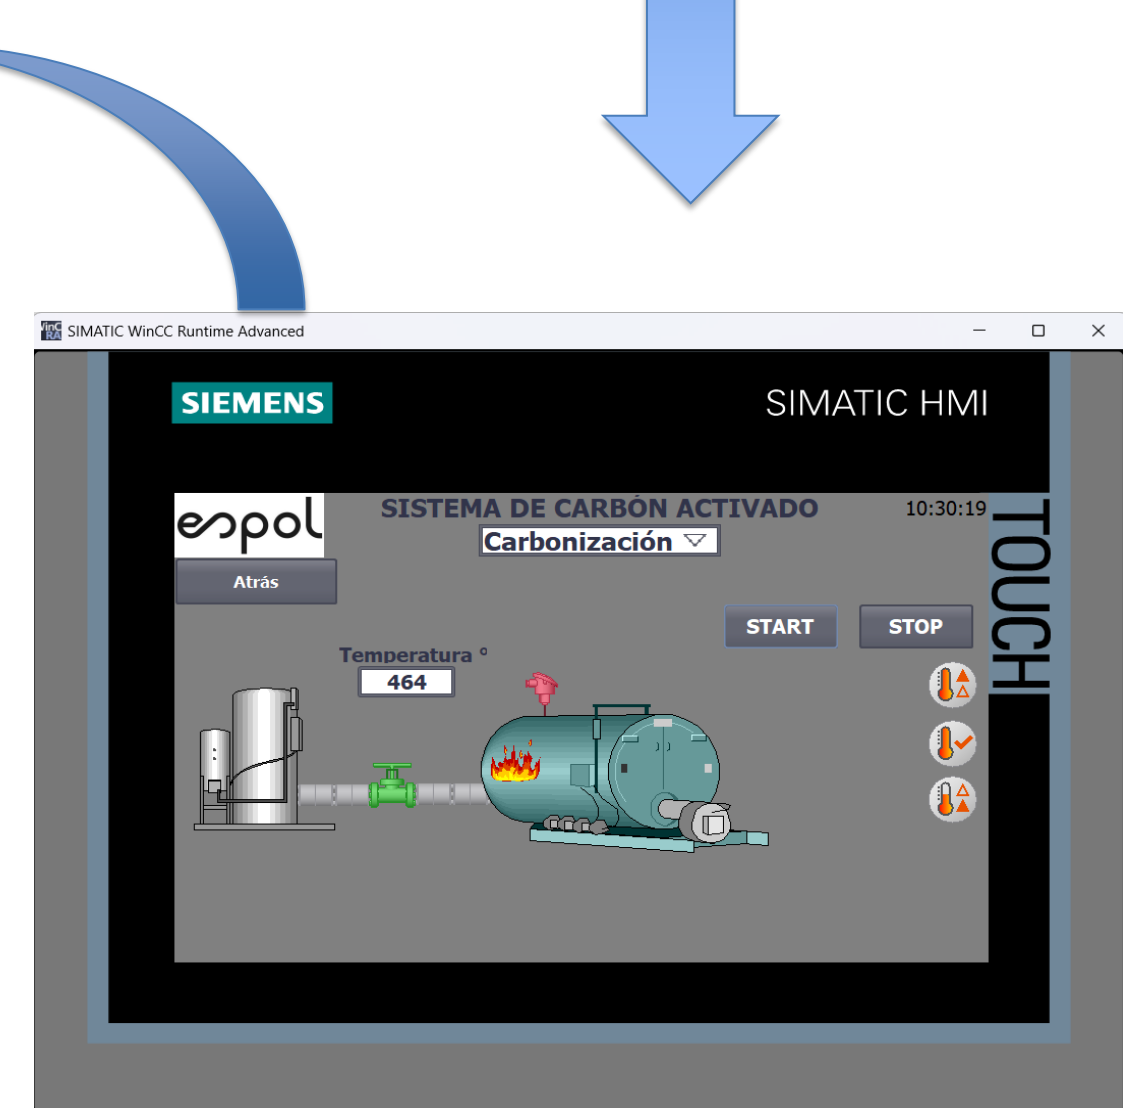 SIMATIC WinCC Runtime Advanced
SIEMENS
SIMATIC HMI
espol
SISTEMA DE CARBÓN ACTIVADO
10:30:19
Carbonización
Atrás
START
STOP
TOUCH
Temperatura º
464